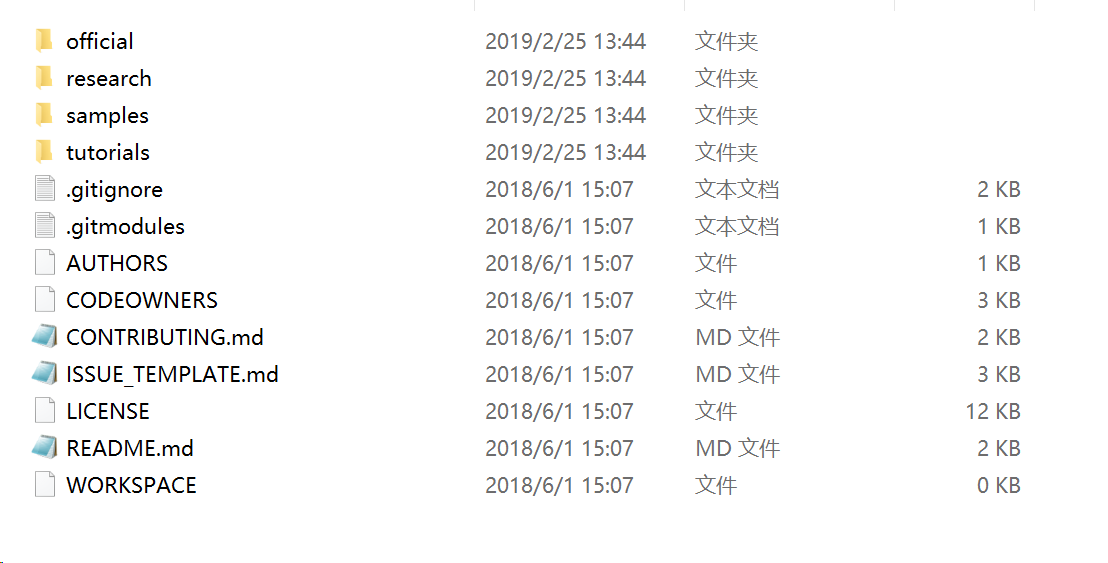 official 2019/2/25 13:44 文件夹
research 2019/2/25 13:44 文件夹
samples 2019/2/25 13:44 文件夹
tutorials 2019/2/25 13:44 文件夹
.gitignore 2018/6/1 15:07 文本文档 2 KB
.gitmodules 2018/6/1 15:07 文本文档 1 KB
AUTHORS 2018/6/1 15:07 文件 1 KB
CODEOWNERS 2018/6/1 15:07 文件 3 KB
CONTRIBUTING.md 2018/6/1 15:07 MD 文件 2 KB
ISSUE_TEMPLATE.md 2018/6/1 15:07 MD 文件 3 KB
LICENSE 2018/6/1 15:07 文件 12 KB
README.md 2018/6/1 15:07 MD 文件 2 KB
WORKSPACE 2018/6/1 15:07 文件 0 KB